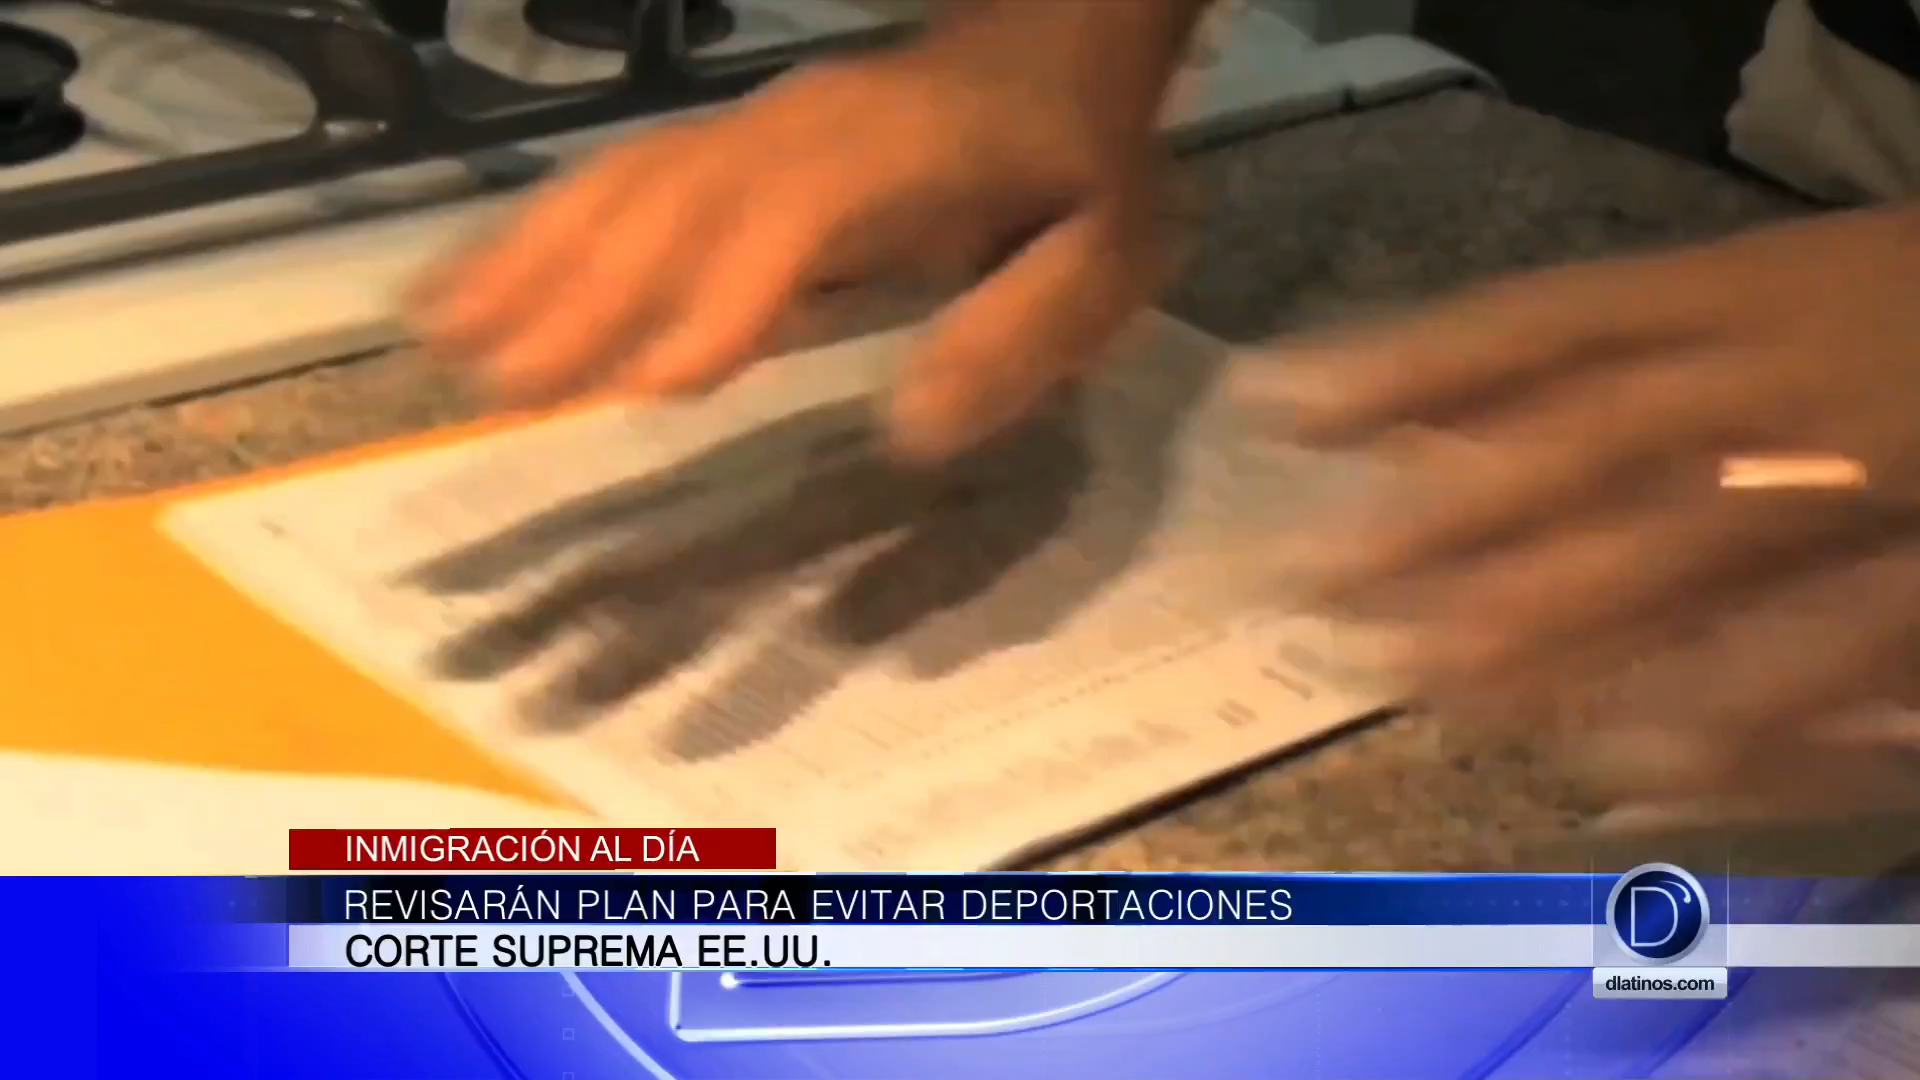 INMIGRACIÓN AL DÍA
REVISARÁN PLAN PARA EVITAR DEPORTACIONES
CORTE SUPREMA EE.UU.
D
dlatinos.com